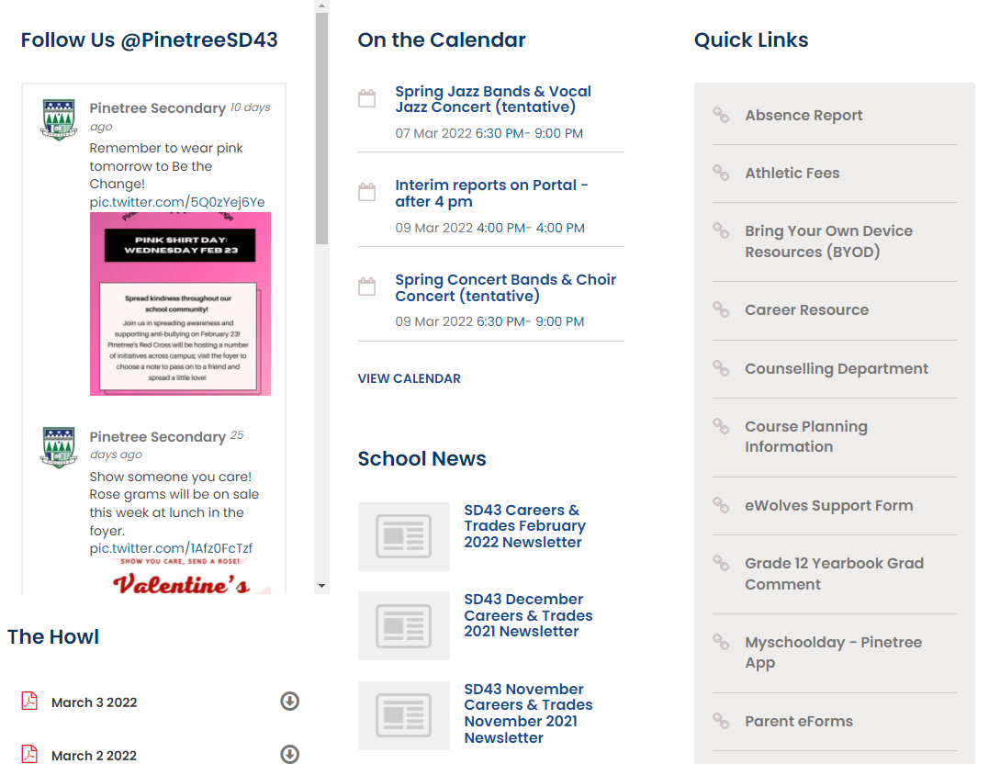 Follow Us @PinetreeSD43
Pinetree Secondary 10 days
ago
Remember to wear pink
tomorrow to Be the
Change!
pic.twitter.com/5Q0zYej6Ye
PINK SHIRT DAY:
WEDNESDAY FEB 23
Spread kindness throughout our
school community!
Join us in spreading awareness and
supporting anti-bullying on February 23!
Pinetree's Red Cross will be hosting a number
of initiatives across campus; visit the foyer to
choose a note to pass on to a friend and
spread a little love!
Pinetree Secondary 25
days ago
Show someone you care!
Rose grams will be on sale
this week at lunch in the
foyer.
pic.twitter.com/1Afz0FcTzf
SHOW YOU CARE, SEND A ROSE!
Valentine's
The Howl
March 3 2022
March 2 2022
On the Calendar
Spring Jazz Bands & Vocal
Jazz Concert (tentative)
07 Mar 2022 6:30 PM- 9:00 PM
Interim reports on Portal -
after 4 pm
09 Mar 2022 4:00 PM- 4:00 PM
Spring Concert Bands & Choir
Concert (tentative)
09 Mar 2022 6:30 PM- 9:00 PM
VIEW CALENDAR
School News
SD43 Careers &
Trades February
2022 Newsletter
SD43 December
Careers & Trades
2021 Newsletter
SD43 November
Careers & Trades
November 2021
Newsletter
Quick Links
Absence Report
Athletic Fees
Bring Your Own Device
Resources (BYOD)
Career Resource
Counselling Department
Course Planning
Information
eWolves Support Form
Grade 12 Yearbook Grad
Comment
Myschoolday - Pinetree
App
Parent eForms